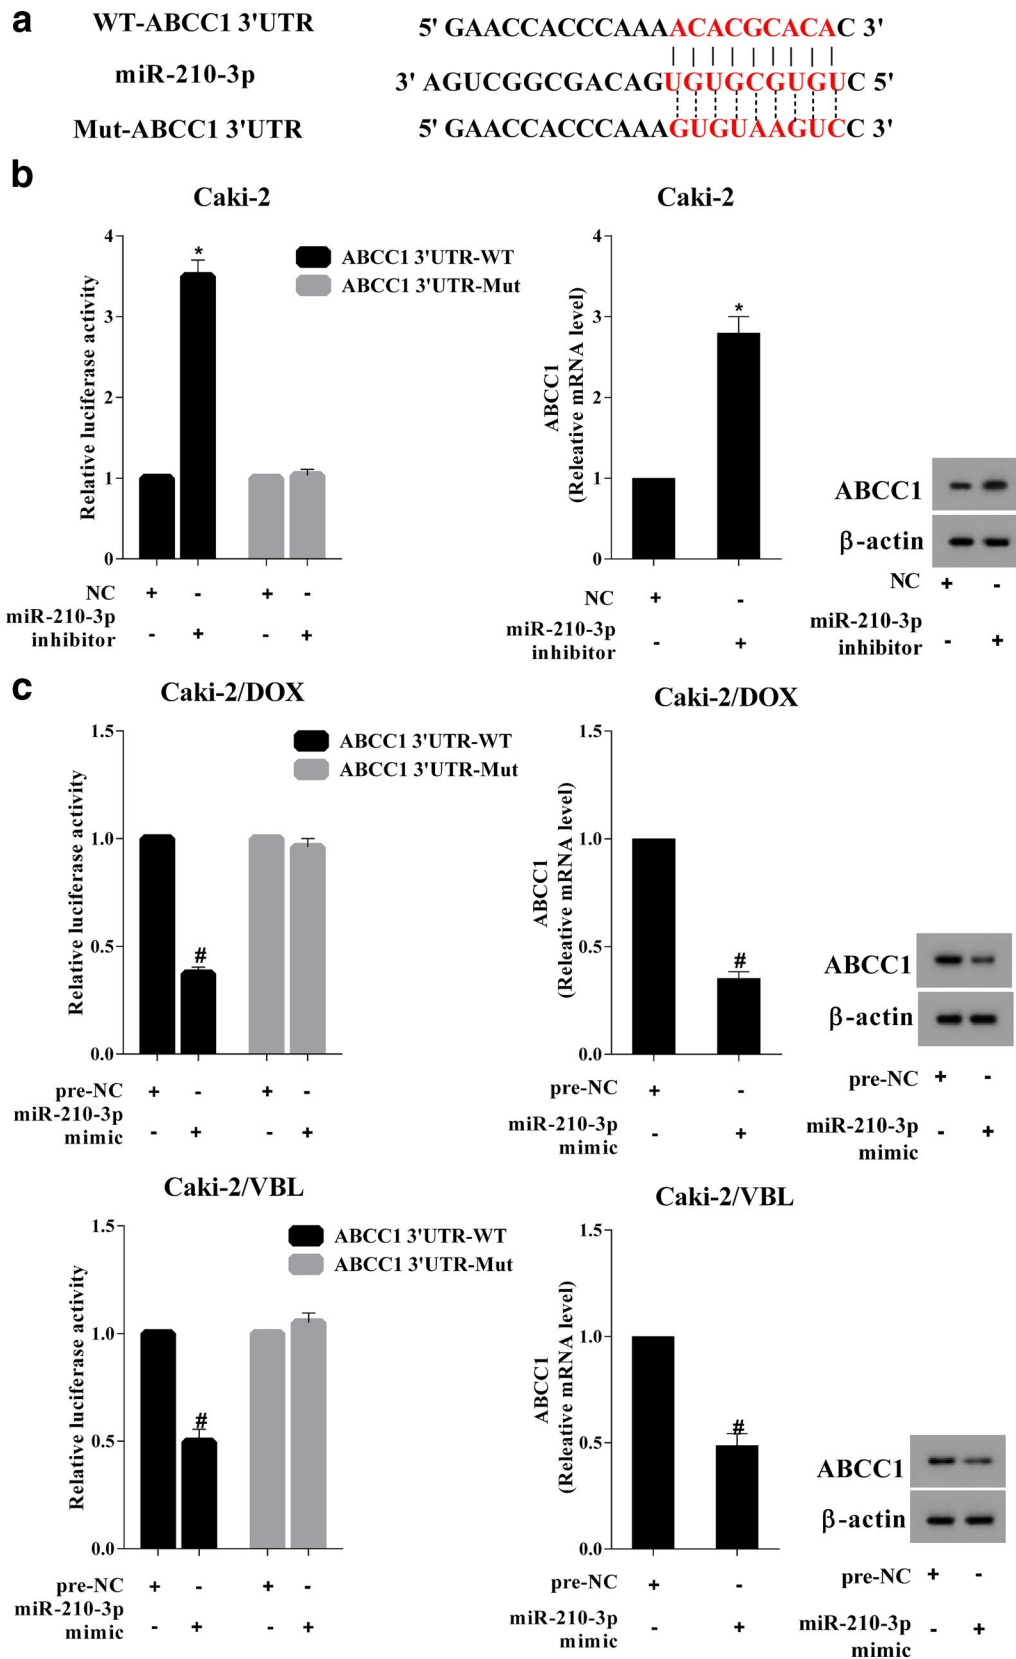 a
WT-ABCC1 3'UTR
5' GAACCACCCAAAACACGCACAC 3'
miR-210-3p
3' AGUCGGCGACAGUGUGCGUGUC 5'
Mut-ABCC1 3'UTR
5' GAACCACCCAAAGUGUAAGUCC 3'
b
Caki-2
Relative luciferase activity
4
3
2
1
0
*
ABCC1 3'UTR-WT
ABCC1 3'UTR-Mut
NC + - + -
miR-210-3p
inhibitor - + - +
Caki-2
ABCC1
(Releative mRNA level)
4
3
2
1
0
*
NC + -
miR-210-3p
inhibitor - +
ABCC1
β-actin
NC + -
miR-210-3p
inhibitor - +
c
Caki-2/DOX
Relative luciferase activity
1.5
1.0
0.5
0.0
#
ABCC1 3'UTR-WT
ABCC1 3'UTR-Mut
pre-NC + - + -
miR-210-3p
mimic - + - +
Caki-2/DOX
ABCC1
(Releative mRNA level)
1.5
1.0
0.5
0.0
#
pre-NC + -
miR-210-3p
mimic - +
ABCC1
β-actin
pre-NC + -
miR-210-3p
mimic - +
Caki-2/VBL
Relative luciferase activity
1.5
1.0
0.5
0.0
#
ABCC1 3'UTR-WT
ABCC1 3'UTR-Mut
pre-NC + - + -
miR-210-3p
mimic - + - +
Caki-2/VBL
ABCC1
(Releative mRNA level)
1.5
1.0
0.5
0.0
#
pre-NC + -
miR-210-3p
mimic - +
ABCC1
β-actin
pre-NC + -
miR-210-3p
mimic - +